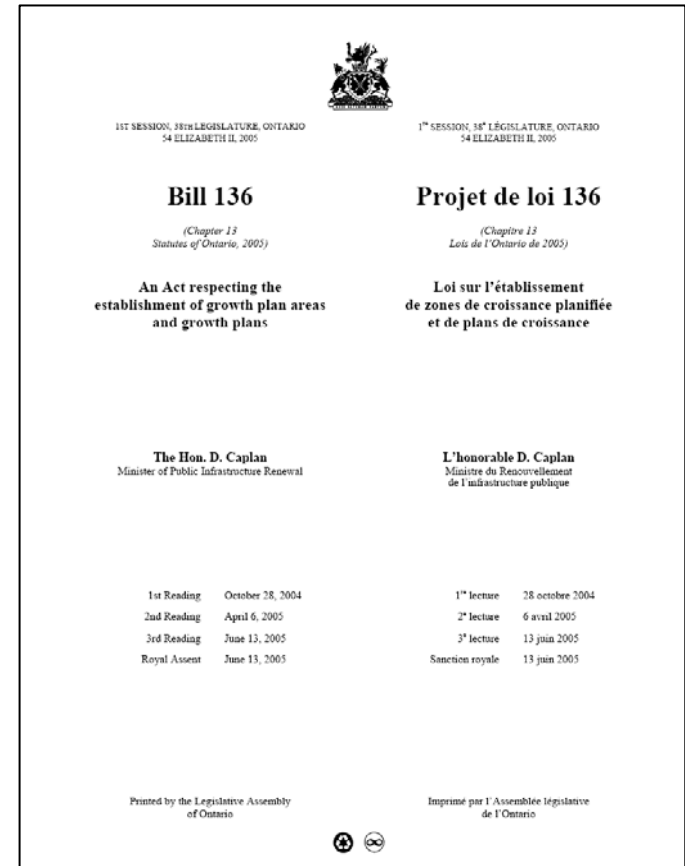 1ST SESSION, 38TH LEGISLATURE, ONTARIO
54 ELIZABETH II, 2005
Bill 136
(Chapter 13
Statutes of Ontario, 2005)
An Act respecting the
establishment of growth plan areas
and growth plans
The Hon. D. Caplan
Minister of Public Infrastructure Renewal
1st Reading October 28, 2004
2nd Reading April 6, 2005
3rd Reading June 13, 2005
Royal Assent June 13, 2005
Printed by the Legislative Assembly
of Ontario
1re SESSION, 38e LÉGISLATURE, ONTARIO
54 ELIZABETH II, 2005
Projet de loi 136
(Chapitre 13
Lois de l'Ontario de 2005)
Loi sur l'établissement
de zones de croissance planifiée
et de plans de croissance
L'honorable D. Caplan
Ministre du Renouvellement
de l'infrastructure publique
1re lecture 28 octobre 2004
2e lecture 6 avril 2005
3e lecture 13 juin 2005
Sanction royale 13 juin 2005
Imprimé par l'Assemblée législative
de l'Ontario